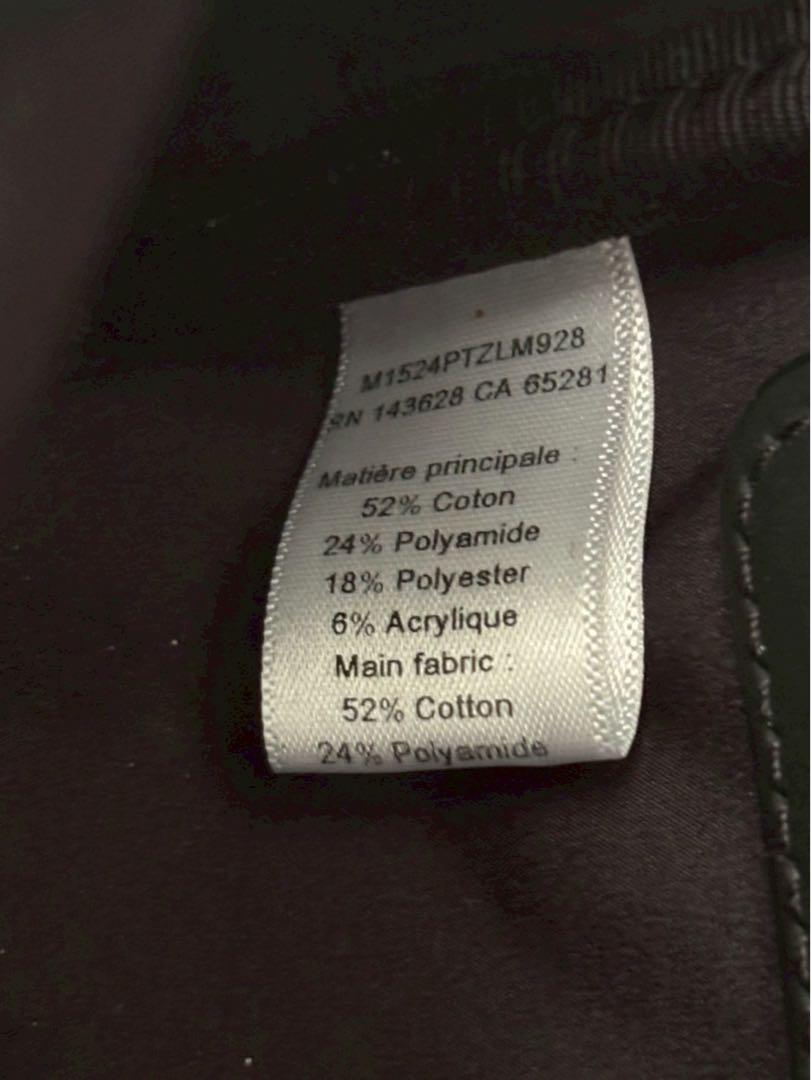 M1524PTZLM928
RN 143628 CA 65281
Matière principale :
52% Coton
24% Polyamide
18% Polyester
6% Acrylique
Main fabric :
52% Cotton
24% Polyamide